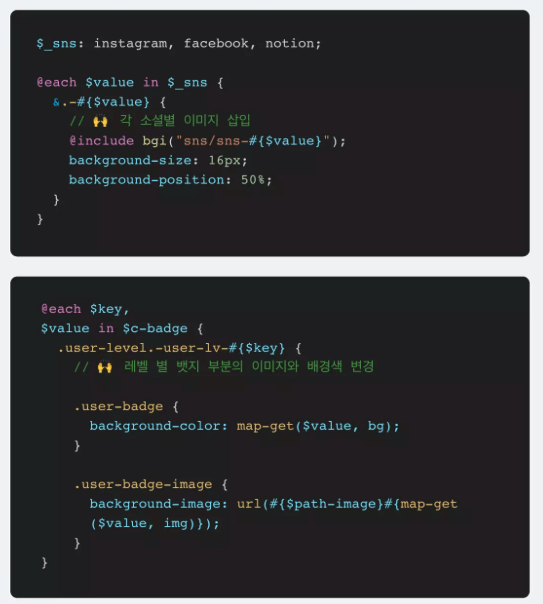 $_sns: instagram, facebook, notion;
@each $value in $_sns {
&.-#{$value} {
// 🙌 각 소셜별 이미지 삽입
@include bgi("sns/sns-#{$value}");
background-size: 16px;
background-position: 50%;
}
}
@each $key,
$value in $c-badge {
.user-level.-user-lv-#{$key} {
// 🙌 레벨 별 뱃지 부분의 이미지와 배경색 변경
.user-badge {
background-color: map-get($value, bg);
}
.user-badge-image {
background-image: url(#{$path-image}#{map-get
($value, img)});
}
}